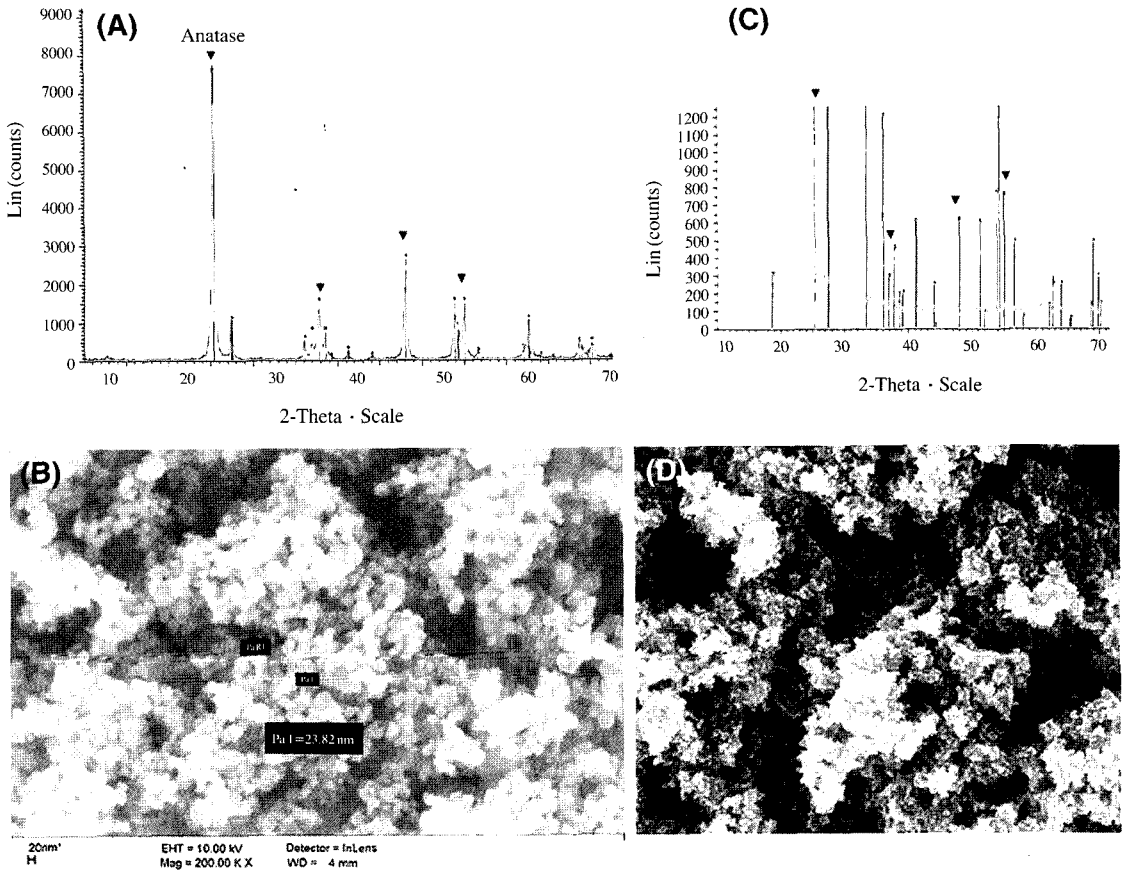 (A)
Anatase
9000
8000
7000
6000
5000
4000
3000
2000
1000
0
Lin (counts)
10 20 30 40 50 60 70
2-Theta · Scale
(C)
1200
1100
1000
900
800
700
600
500
400
300
200
100
0
Lin (counts)
10 20 30 40 50 60 70
2-Theta · Scale
(B)
Pa 1 = 23.82 nm
20nm*
H
EHT = 10.00 kV
Mag = 200.00 K X
Detector = InLens
WD = 4 mm
(D)